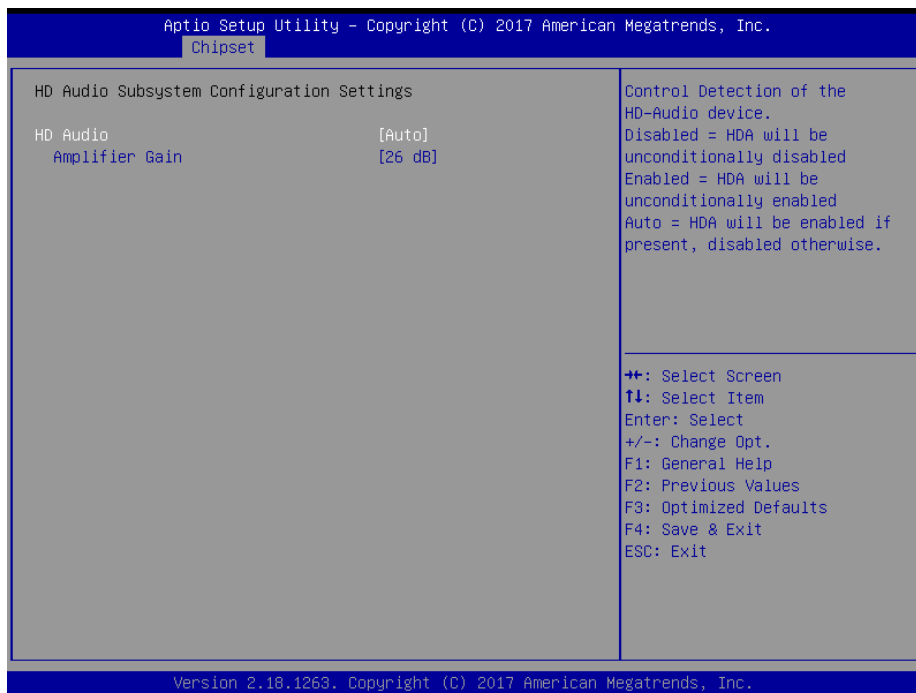 Aptio Setup Utility – Copyright (C) 2017 American Megatrends, Inc.
Chipset
HD Audio Subsystem Configuration Settings
HD Audio [Auto]
Amplifier Gain [26 dB]
Control Detection of the
HD-Audio device.
Disabled = HDA will be
unconditionally disabled
Enabled = HDA will be
unconditionally enabled
Auto = HDA will be enabled if
present, disabled otherwise.
→←: Select Screen
↑↓: Select Item
Enter: Select
+/-: Change Opt.
F1: General Help
F2: Previous Values
F3: Optimized Defaults
F4: Save & Exit
ESC: Exit
Version 2.18.1263. Copyright (C) 2017 American Megatrends, Inc.